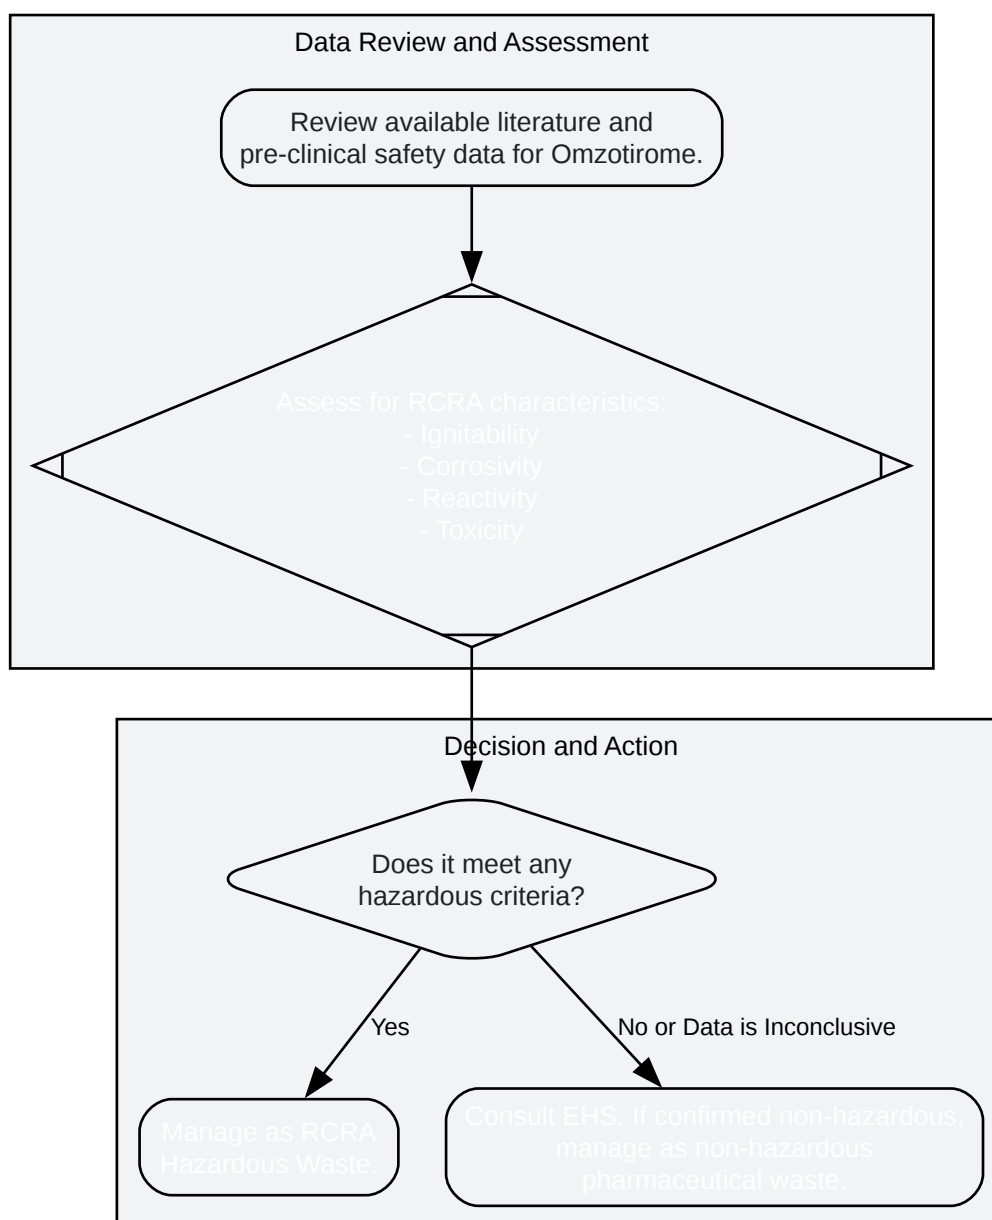 Data Review and Assessment
Review available literature and
pre-clinical safety data for Omzotirome.
Assess for RCRA characteristics:
- Ignitability
- Corrosivity
- Reactivity
- Toxicity
Decision and Action
Does it meet any
hazardous criteria?
Yes
No or Data is Inconclusive
Manage as RCRA
Hazardous Waste.
Consult EHS. If confirmed non-hazardous,
manage as non-hazardous
pharmaceutical waste.